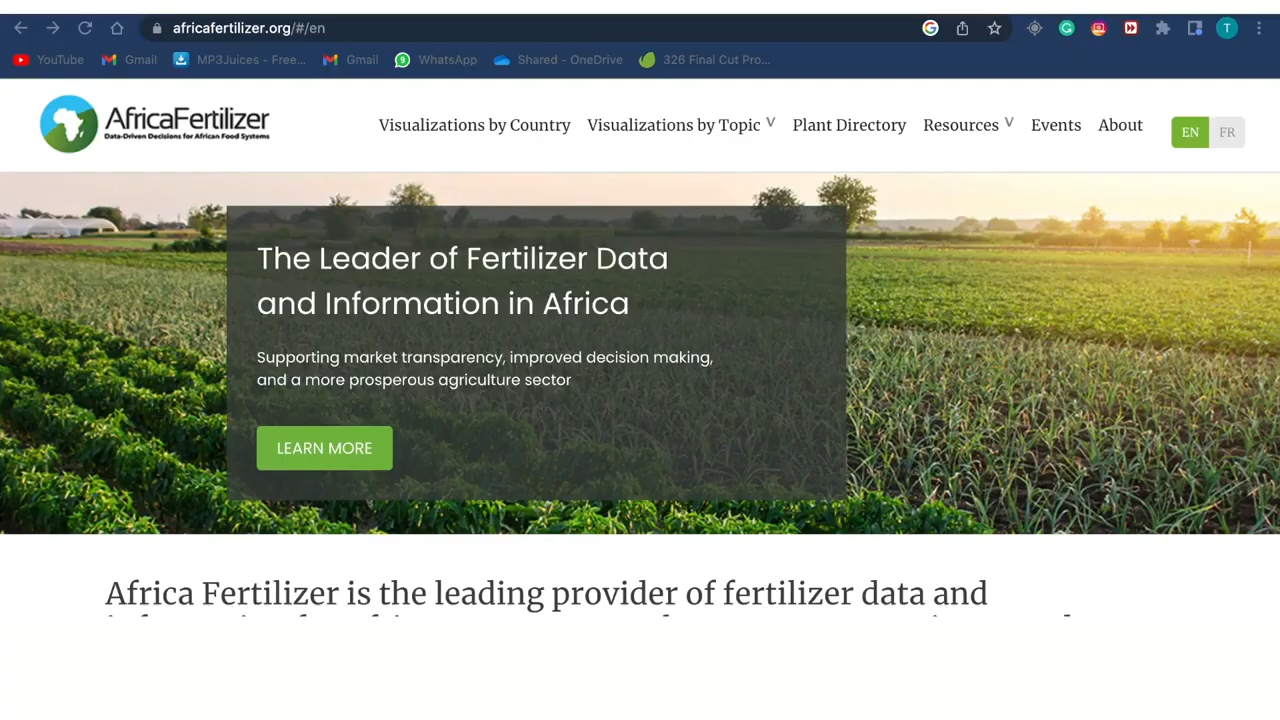 africafertilizer.org/#/en
T
YouTube
Gmail
MP3Juices - Free...
Gmail
9
WhatsApp
Shared - OneDrive
326 Final Cut Pro...
AfricaFertilizer
Data-Driven Decisions for African Food Systems
Visualizations by Country
Visualizations by Topic
Plant Directory
Resources
Events
About
EN
FR
The Leader of Fertilizer Data
and Information in Africa
Supporting market transparency, improved decision making,
and a more prosperous agriculture sector
LEARN MORE
Africa Fertilizer is the leading provider of fertilizer data and